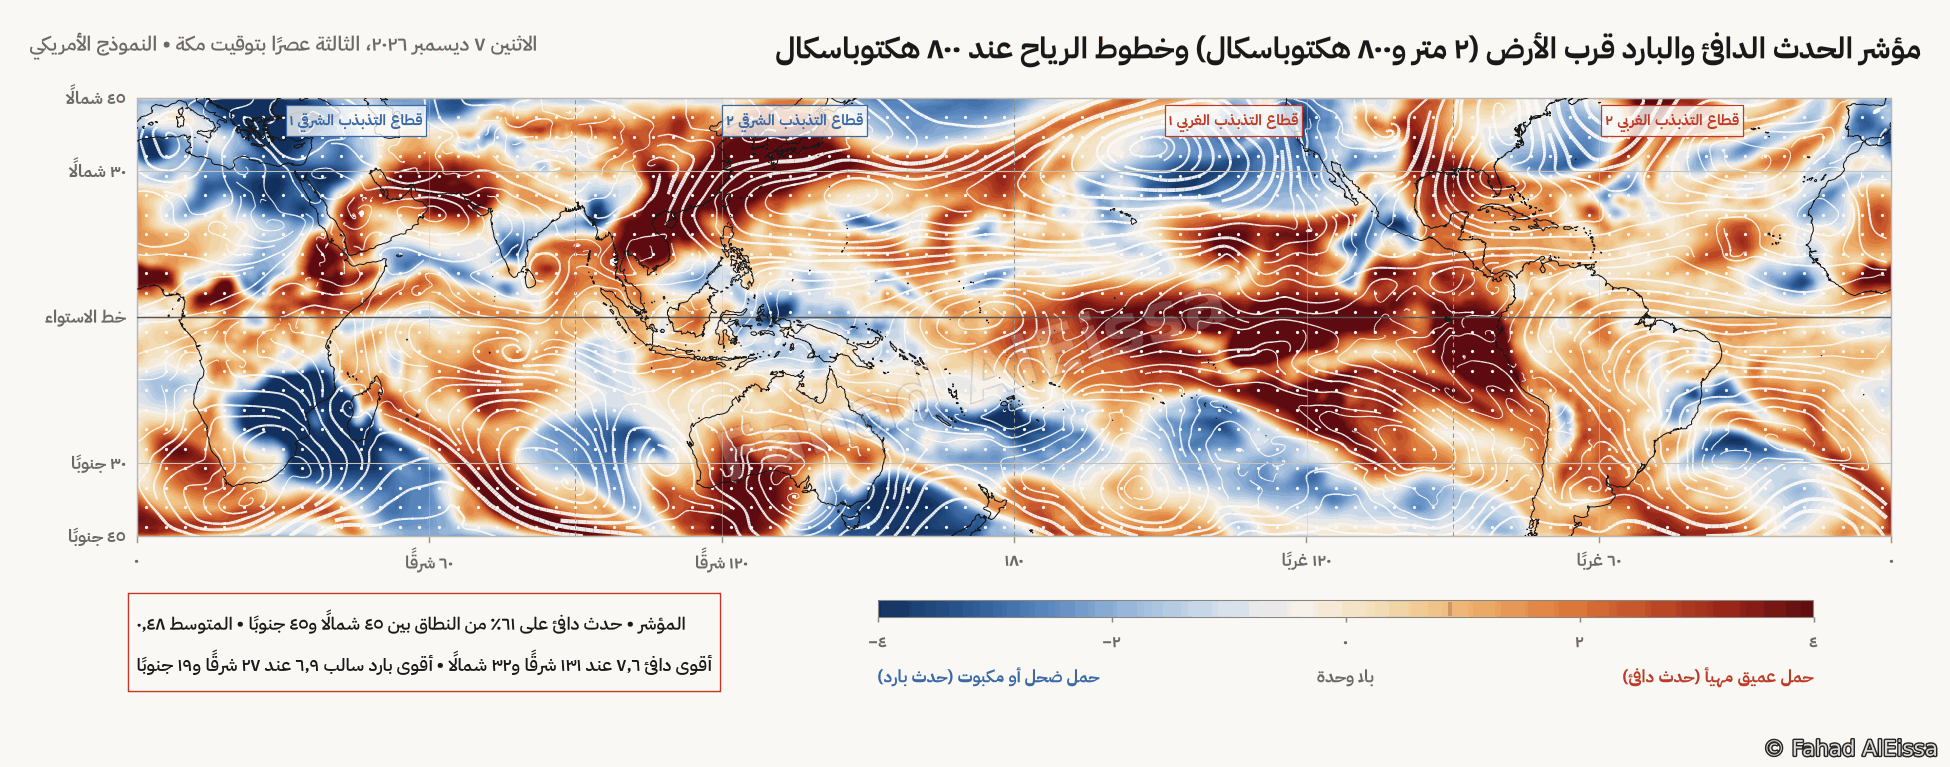 مؤشر الحدث الدافئ والبارد قرب الأرض (٢ متر و٨٠٠ هكتوباسكال) وخطوط الرياح عند ٨٠٠ هكتوباسكال
الاثنين ٧ ديسمبر ٢٠٢٦، الثالثة عصرًا بتوقيت مكة • النموذج الأمريكي
٤٥ شمالًا
٣٠ شمالًا
خط الاستواء
٣٠ جنوبًا
٤٥ جنوبًا
قطاع التذبذب الشرقي ١
قطاع التذبذب الشرقي ٢
قطاع التذبذب الغربي ١
قطاع التذبذب الغربي ٢
Fahad AlEissa
٠
٦٠ شرقًا
١٢٠ شرقًا
١٨٠
١٢٠ غربًا
٦٠ غربًا
٠
المؤشر • حدث دافئ على ٦١٪ من النطاق بين ٤٥ شمالًا و٤٥ جنوبًا • المتوسط ٠,٤٨
أقوى دافئ ٧,٦ عند ١٣١ شرقًا و٣٢ شمالًا • أقوى بارد سالب ٦,٩ عند ٢٧ شرقًا و١٩ جنوبًا
−٤
−٢
٠
٢
٤
حمل عميق مهيأ (حدث دافئ)
بلا وحدة
حمل ضحل أو مكبوت (حدث بارد)
© Fahad AlEissa